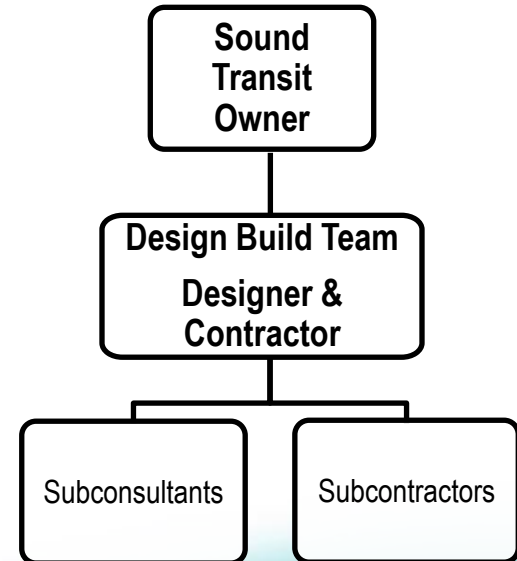 Sound
Transit
Owner
Design Build Team
Designer &
Contractor
Subconsultants
Subcontractors